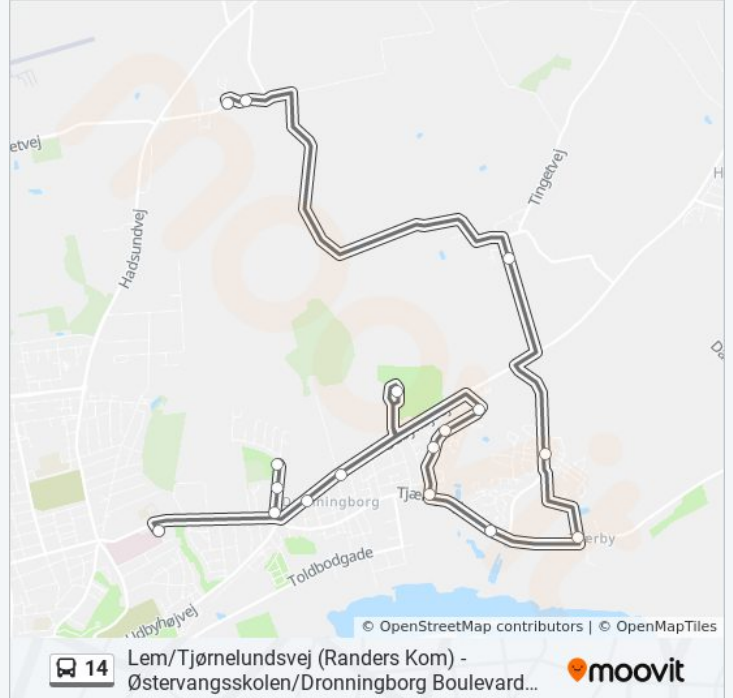 etvej
Hadsundvej
Tingetvej
H
Tjæ
ningborg
erby
Toldbodgade
Udbyhøjvej
© OpenStreetMap contributors | © OpenMapTiles
14
Lem/Tjørnelundsvej (Randers Kom) -
Østervangsskolen/Dronningborg Boulevard...
moovit